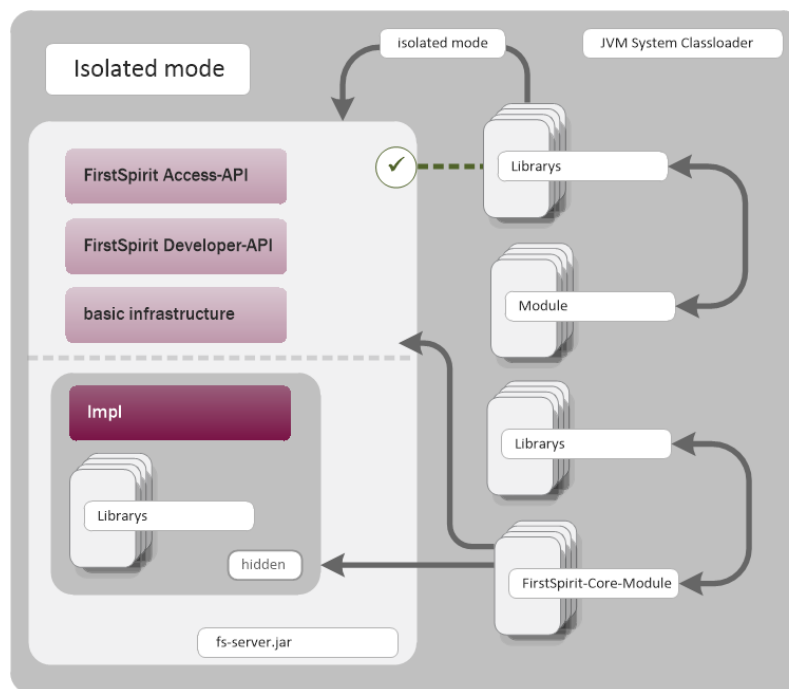 isolated mode
JVM System Classloader
Isolated mode
FirstSpirit Access-API
Librarys
FirstSpirit Developer-API
basic infrastructure
Module
Impl
Librarys
Librarys
hidden
FirstSpirit-Core-Module
fs-server.jar